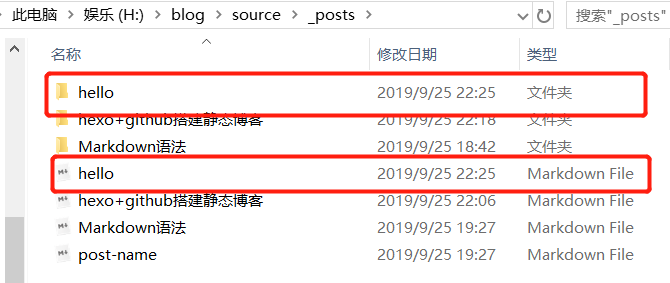 此电脑 › 娱乐 (H:) › blog › source › _posts › 搜索"_posts"
名称 修改日期 类型
hello 2019/9/25 22:25 文件夹
hexo+github搭建静态博客 2019/9/25 22:18 文件夹
Markdown语法 2019/9/25 18:42 文件夹
hello 2019/9/25 22:25 Markdown File
hexo+github搭建静态博客 2019/9/25 22:06 Markdown File
Markdown语法 2019/9/25 19:27 Markdown File
post-name 2019/9/25 19:27 Markdown File